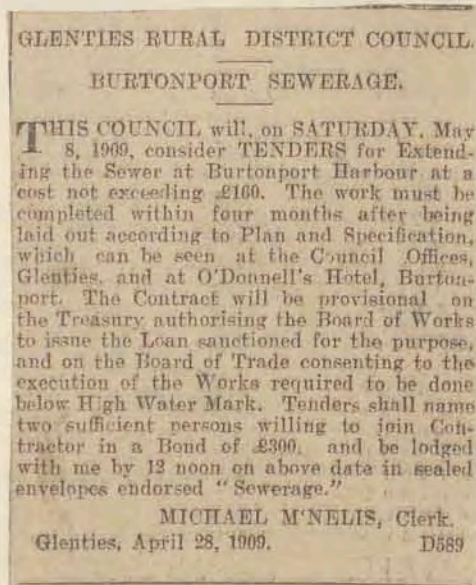 GLENTIES RURAL DISTRICT COUNCIL.
BURTONPORT SEWERAGE.
THIS COUNCIL will, on SATURDAY, May
8, 1909, consider TENDERS for Extend-
ing the Sewer at Burtonport Harbour at a
cost not exceeding £160. The work must be
completed within four months after being
laid out according to Plan and Specification,
which can be seen at the Council Offices,
Glenties, and at O'Donnell's Hotel, Burton-
port. The Contract will be provisional on
the Treasury authorising the Board of Works
to issue the Loan sanctioned for the purpose,
and on the Board of Trade consenting to the
execution of the Works required to be done
below High Water Mark. Tenders shall name
two sufficient persons willing to join Con-
tractor in a Bond of £300, and be lodged
with me by 12 noon on above date in sealed
envelopes endorsed "Sewerage."
MICHAEL M'NELIS, Clerk.
Glenties, April 28, 1909. D589